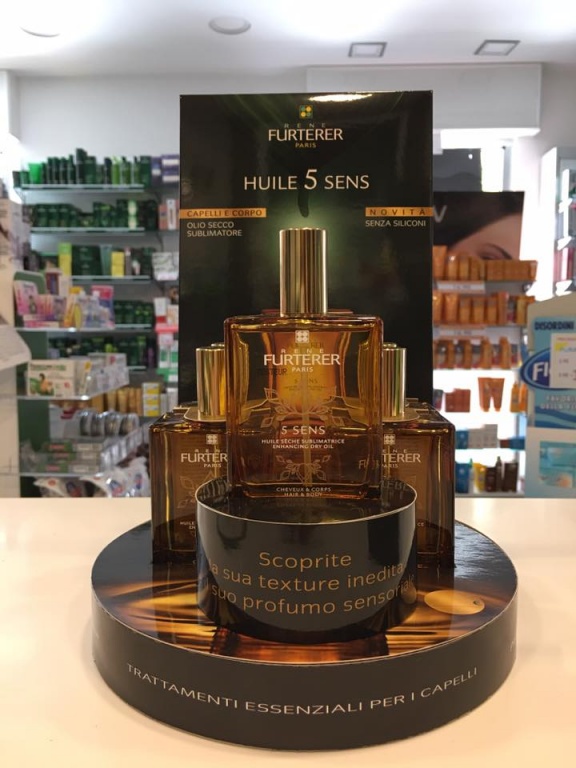 RENE
FURTERER
PARIS
HUILE 5 SENS
CAPELLI E CORPO
OLIO SECCO
SUBLIMATORE
NOVITÀ
SENZA SILICONI
RENE
FURTERER
PARIS
5 SENS
HUILE SÈCHE SUBLIMATRICE
ENHANCING DRY OIL
CHEVEUX & CORPS
HAIR & BODY
FURTERER
PARIS
FURTERER
PARIS
Scoprite
la sua texture inedita
suo profumo sensoriale
TRATTAMENTI ESSENZIALI PER I CAPELLI
DISORDINI